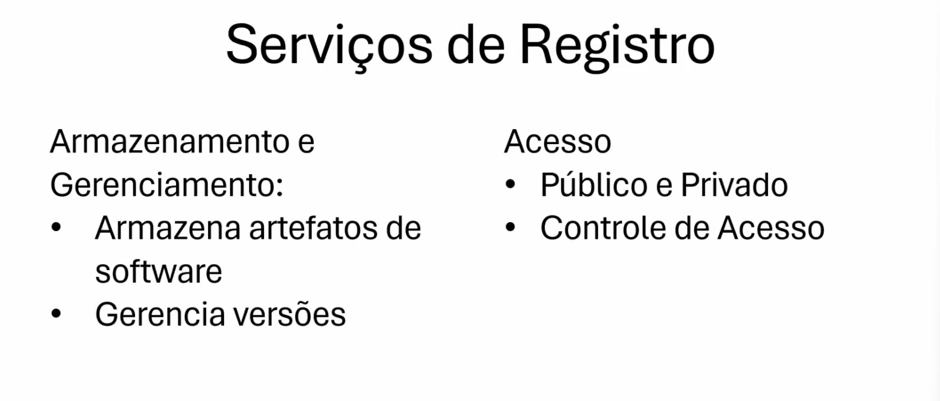 Serviços de Registro
Armazenamento e
Gerenciamento:
• Armazena artefatos de
software
• Gerencia versões
Acesso
• Público e Privado
• Controle de Acesso